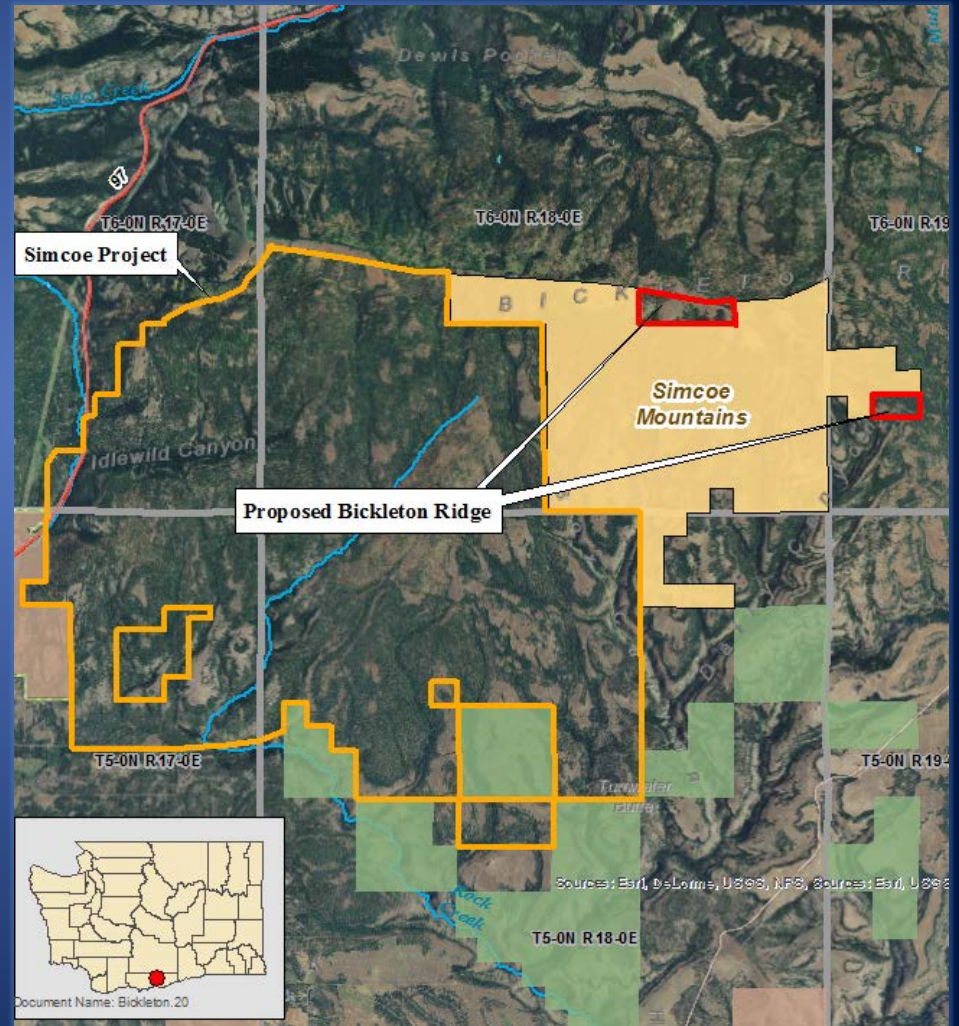 Dewis Pocket
97
T6-0N R17-0E
T6-0N R18-0E
T6-0N R19
Simcoe Project
Simcoe
Mountains
Idlewild Canyon
Proposed Bickleton Ridge
T5-0N R17-0E
T5-0N R19-
Sources: Esri, DeLorme, USGS, NPS, Sources: Esri, USGS
Rock
Creek
T5-0N R18-0E
Document Name: Bickleton.20